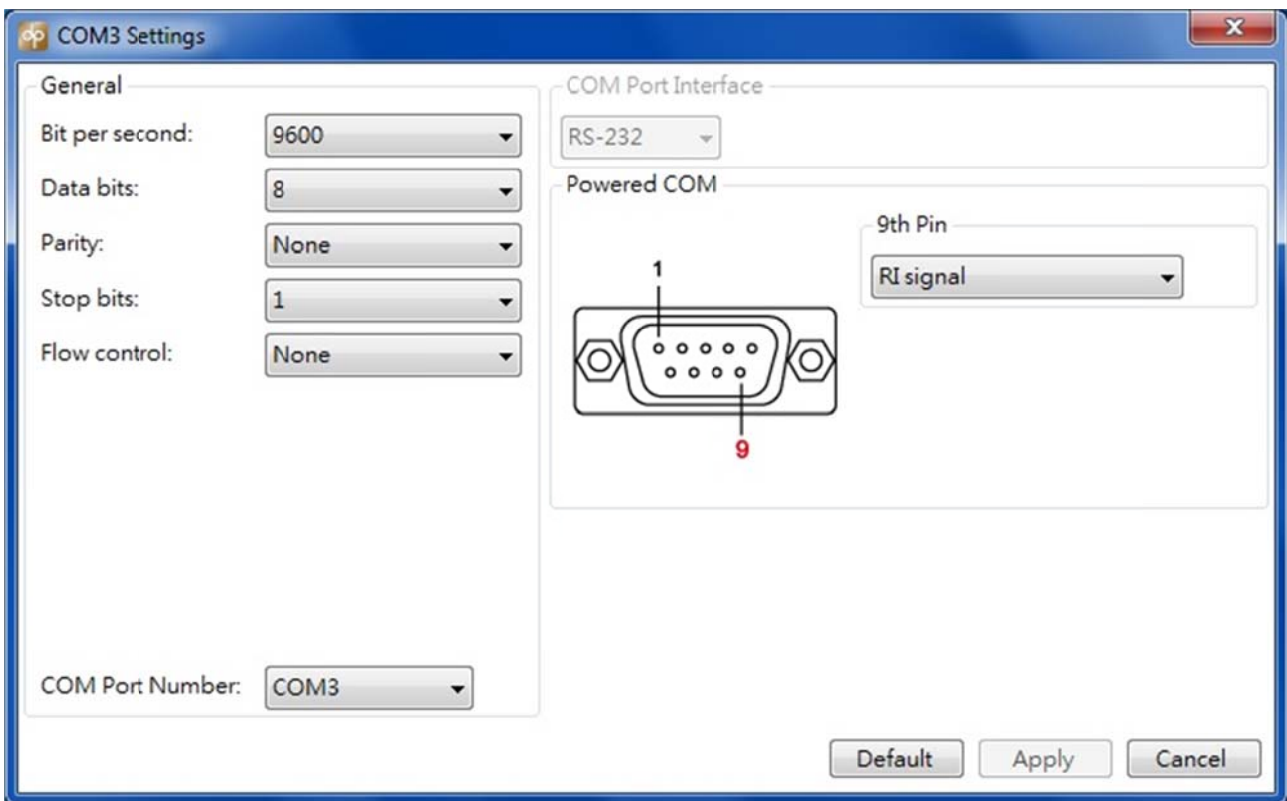 COM3 Settings
General
Bit per second: 9600
Data bits: 8
Parity: None
Stop bits: 1
Flow control: None
COM Port Number: COM3
COM Port Interface
RS-232
Powered COM
9th Pin
RI signal
1
9
Default Apply Cancel